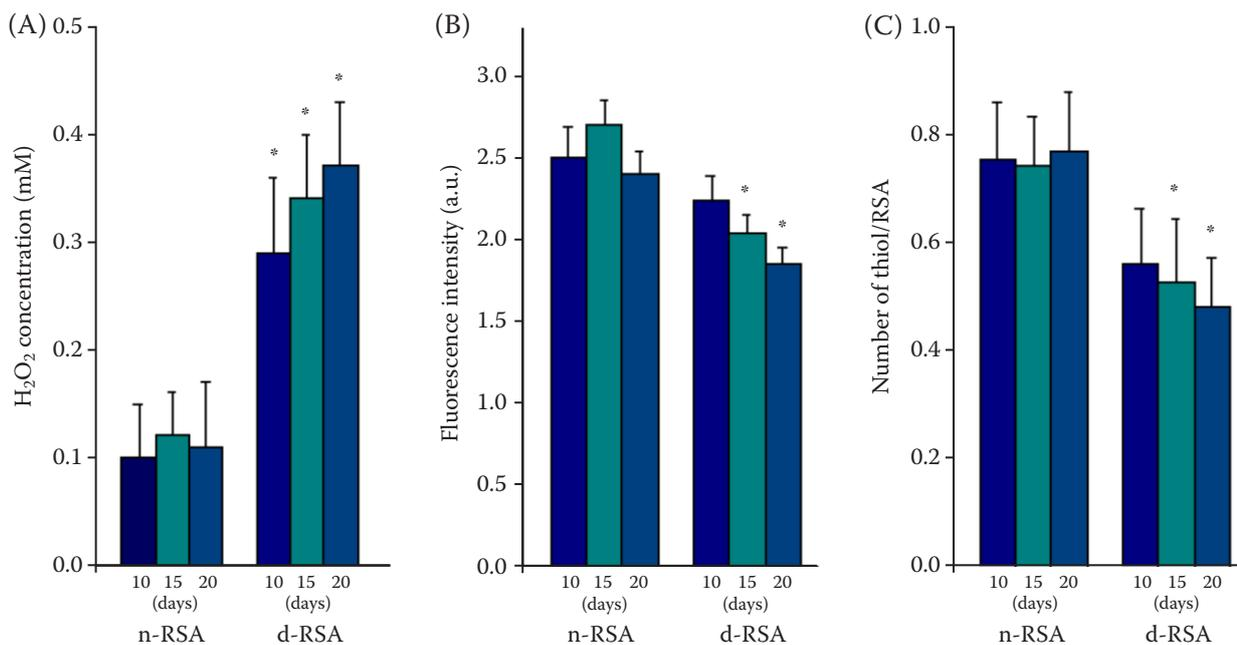 (A)
H₂O₂ concentration (mM)
0.5
0.4
0.3
0.2
0.1
0.0
*
*
*
10 15 20 10 15 20
(days) (days)
n-RSA d-RSA
(B)
Fluorescence intensity (a.u.)
3.0
2.5
2.0
1.5
1.0
0.5
0.0
*
*
10 15 20 10 15 20
(days) (days)
n-RSA d-RSA
(C)
Number of thiol/RSA
1.0
0.8
0.6
0.4
0.2
0.0
*
*
10 15 20 10 15 20
(days) (days)
n-RSA d-RSA